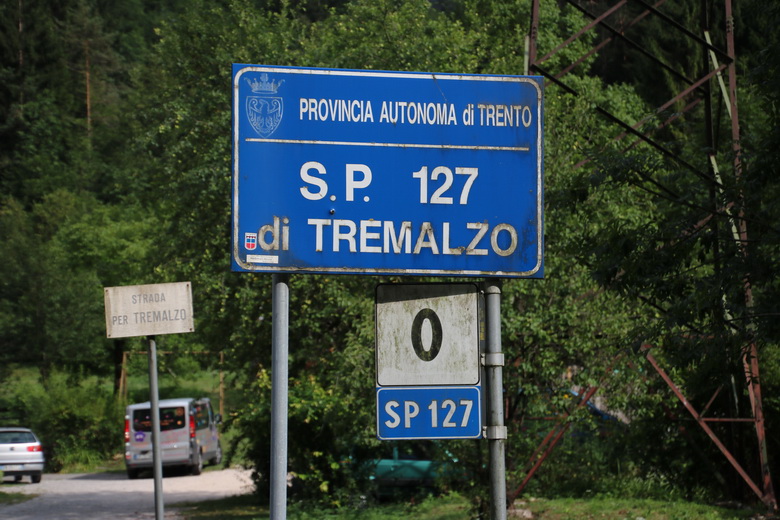 PROVINCIA AUTONOMA di TRENTO
S.P. 127
di TREMALZO
STRADA
PER TREMALZO
0
SP 127